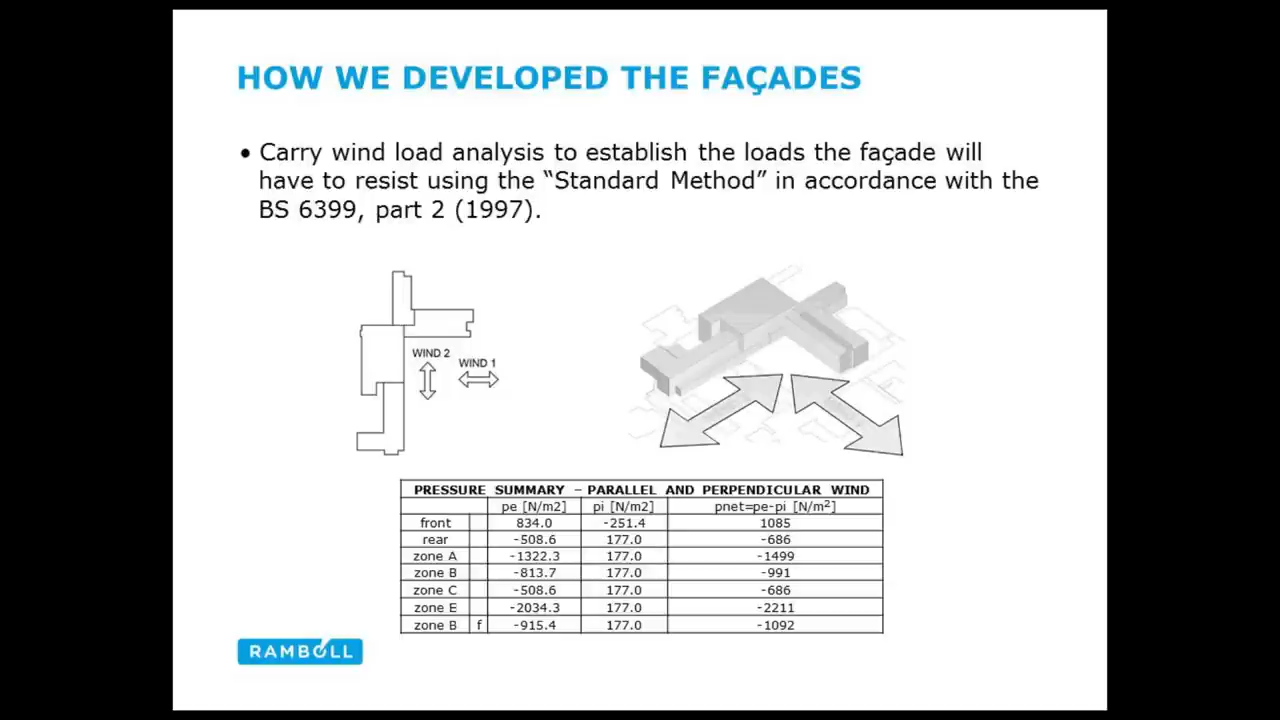 HOW WE DEVELOPED THE FAÇADES
• Carry wind load analysis to establish the loads the façade will
have to resist using the “Standard Method” in accordance with the
BS 6399, part 2 (1997).
WIND 2
WIND 1
PRESSURE SUMMARY – PARALLEL AND PERPENDICULAR WIND
pe [N/m2] pi [N/m2] pnet=pe-pi [N/m²]
front 834.0 -251.4 1085
rear -508.6 177.0 -686
zone A -1322.3 177.0 -1499
zone B -813.7 177.0 -991
zone C -508.6 177.0 -686
zone E -2034.3 177.0 -2211
zone B f -915.4 177.0 -1092
RAMBOLL